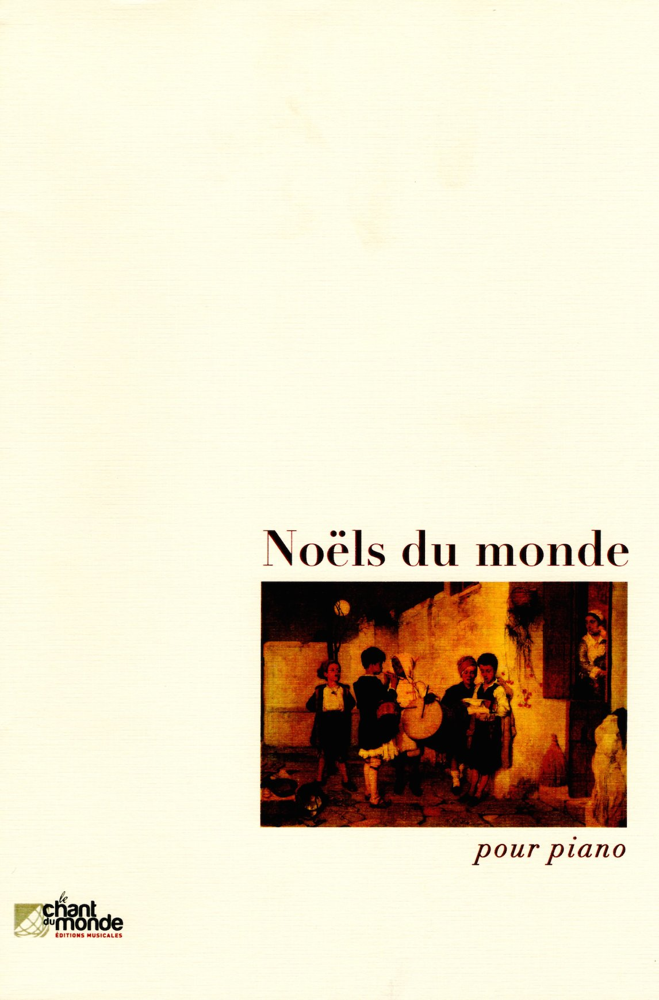 Noëls du monde
pour piano
le
chant
du monde
ÉDITIONS MUSICALES